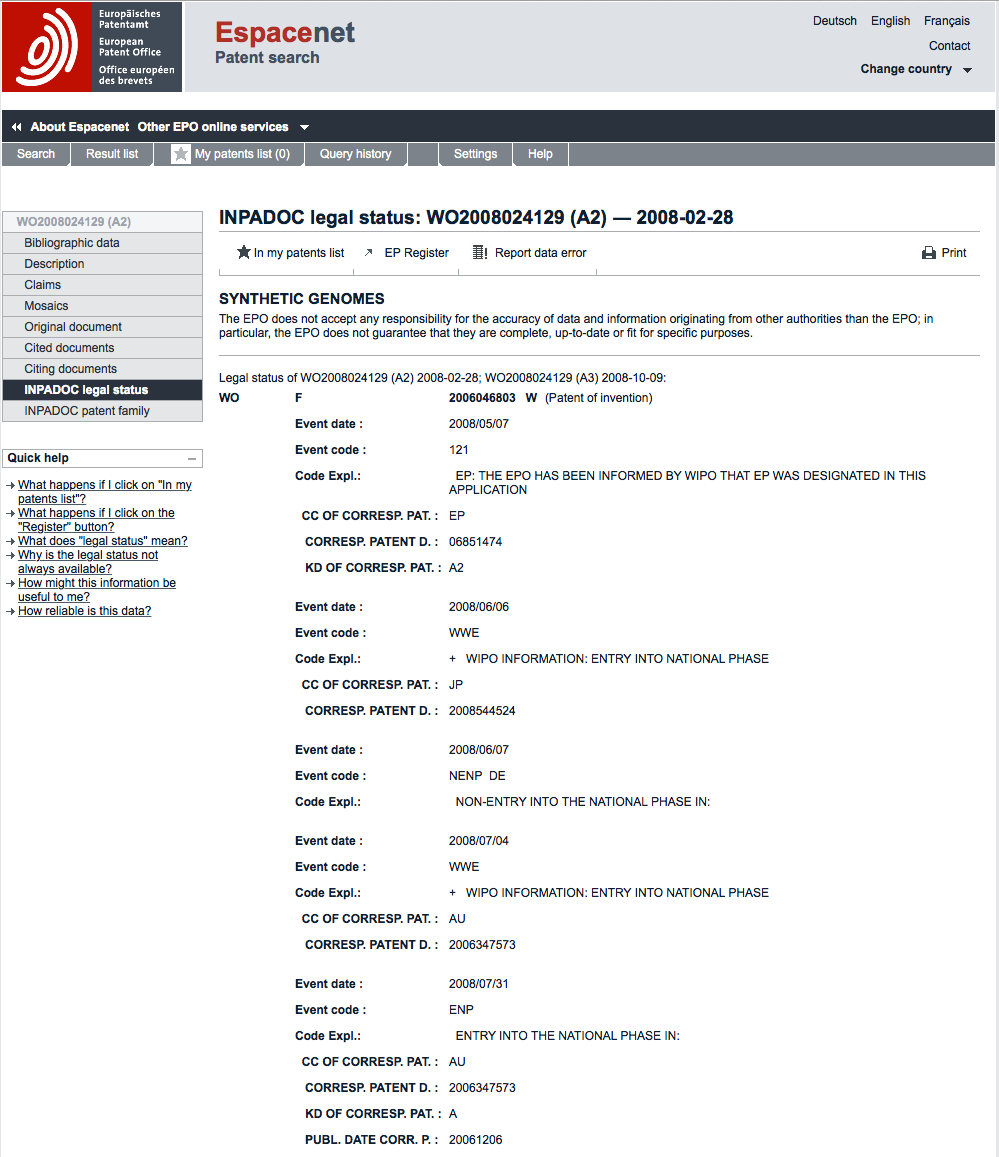 Europäisches
Patentamt
European
Patent Office
Office européen
des brevets
Espacenet
Patent search
Deutsch English Français
Contact
Change country
About Espacenet Other EPO online services
Search Result list My patents list (0) Query history Settings Help
WO2008024129 (A2)
Bibliographic data
Description
Claims
Mosaics
Original document
Cited documents
Citing documents
INPADOC legal status
INPADOC patent family
Quick help
→ What happens if I click on "In my
patents list"?
→ What happens if I click on the
"Register" button?
→ What does "legal status" mean?
→ Why is the legal status not
always available?
→ How might this information be
useful to me?
→ How reliable is this data?
INPADOC legal status: WO2008024129 (A2) — 2008-02-28
In my patents list EP Register Report data error Print
SYNTHETIC GENOMES
The EPO does not accept any responsibility for the accuracy of data and information originating from other authorities than the EPO; in
particular, the EPO does not guarantee that they are complete, up-to-date or fit for specific purposes.
Legal status of WO2008024129 (A2) 2008-02-28; WO2008024129 (A3) 2008-10-09:
WO F 2006046803 W (Patent of invention)
Event date : 2008/05/07
Event code : 121
Code Expl.: EP: THE EPO HAS BEEN INFORMED BY WIPO THAT EP WAS DESIGNATED IN THIS
APPLICATION
CC OF CORRESP. PAT. : EP
CORRESP. PATENT D. : 06851474
KD OF CORRESP. PAT. : A2
Event date : 2008/06/06
Event code : WWE
Code Expl.: + WIPO INFORMATION: ENTRY INTO NATIONAL PHASE
CC OF CORRESP. PAT. : JP
CORRESP. PATENT D. : 2008544524
Event date : 2008/06/07
Event code : NENP DE
Code Expl.: NON-ENTRY INTO THE NATIONAL PHASE IN:
Event date : 2008/07/04
Event code : WWE
Code Expl.: + WIPO INFORMATION: ENTRY INTO NATIONAL PHASE
CC OF CORRESP. PAT. : AU
CORRESP. PATENT D. : 2006347573
Event date : 2008/07/31
Event code : ENP
Code Expl.: ENTRY INTO THE NATIONAL PHASE IN:
CC OF CORRESP. PAT. : AU
CORRESP. PATENT D. : 2006347573
KD OF CORRESP. PAT. : A
PUBL. DATE CORR. P. : 20061206